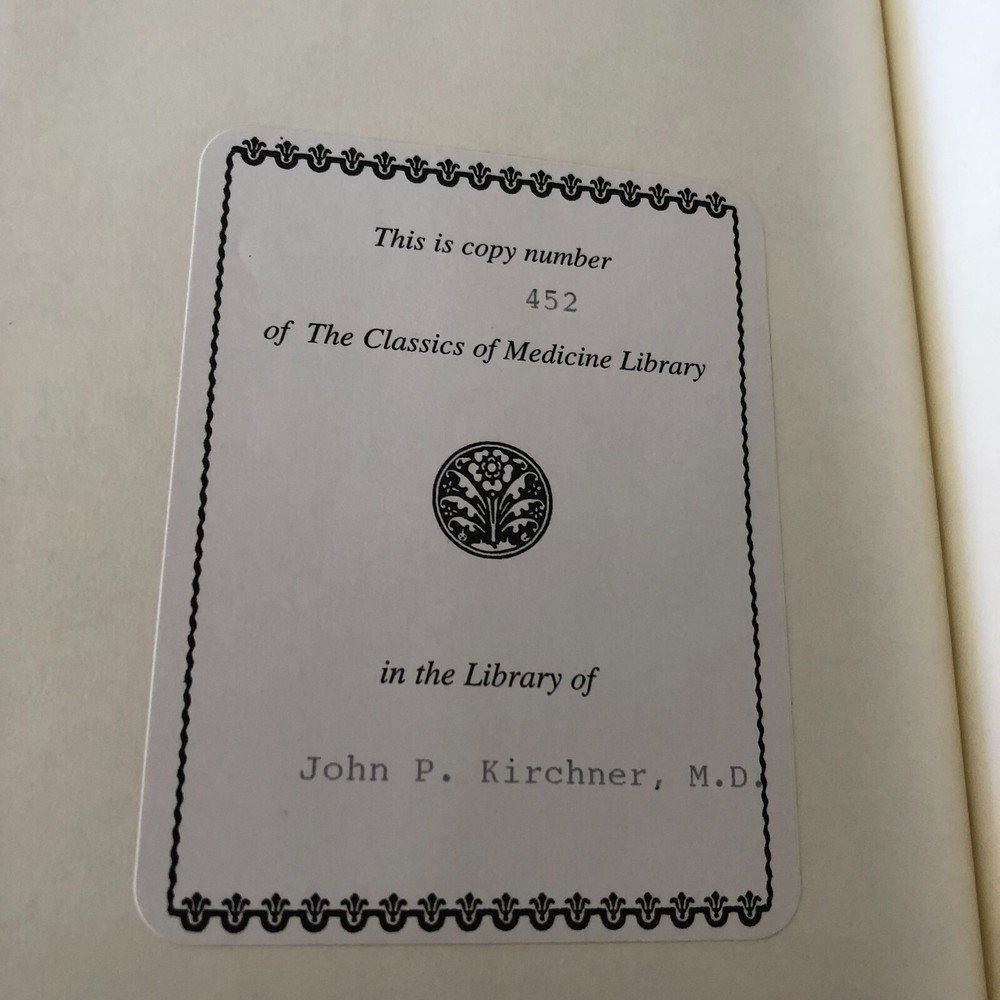 This is copy number
452
of The Classics of Medicine Library
in the Library of
John P. Kirchner, M.D.